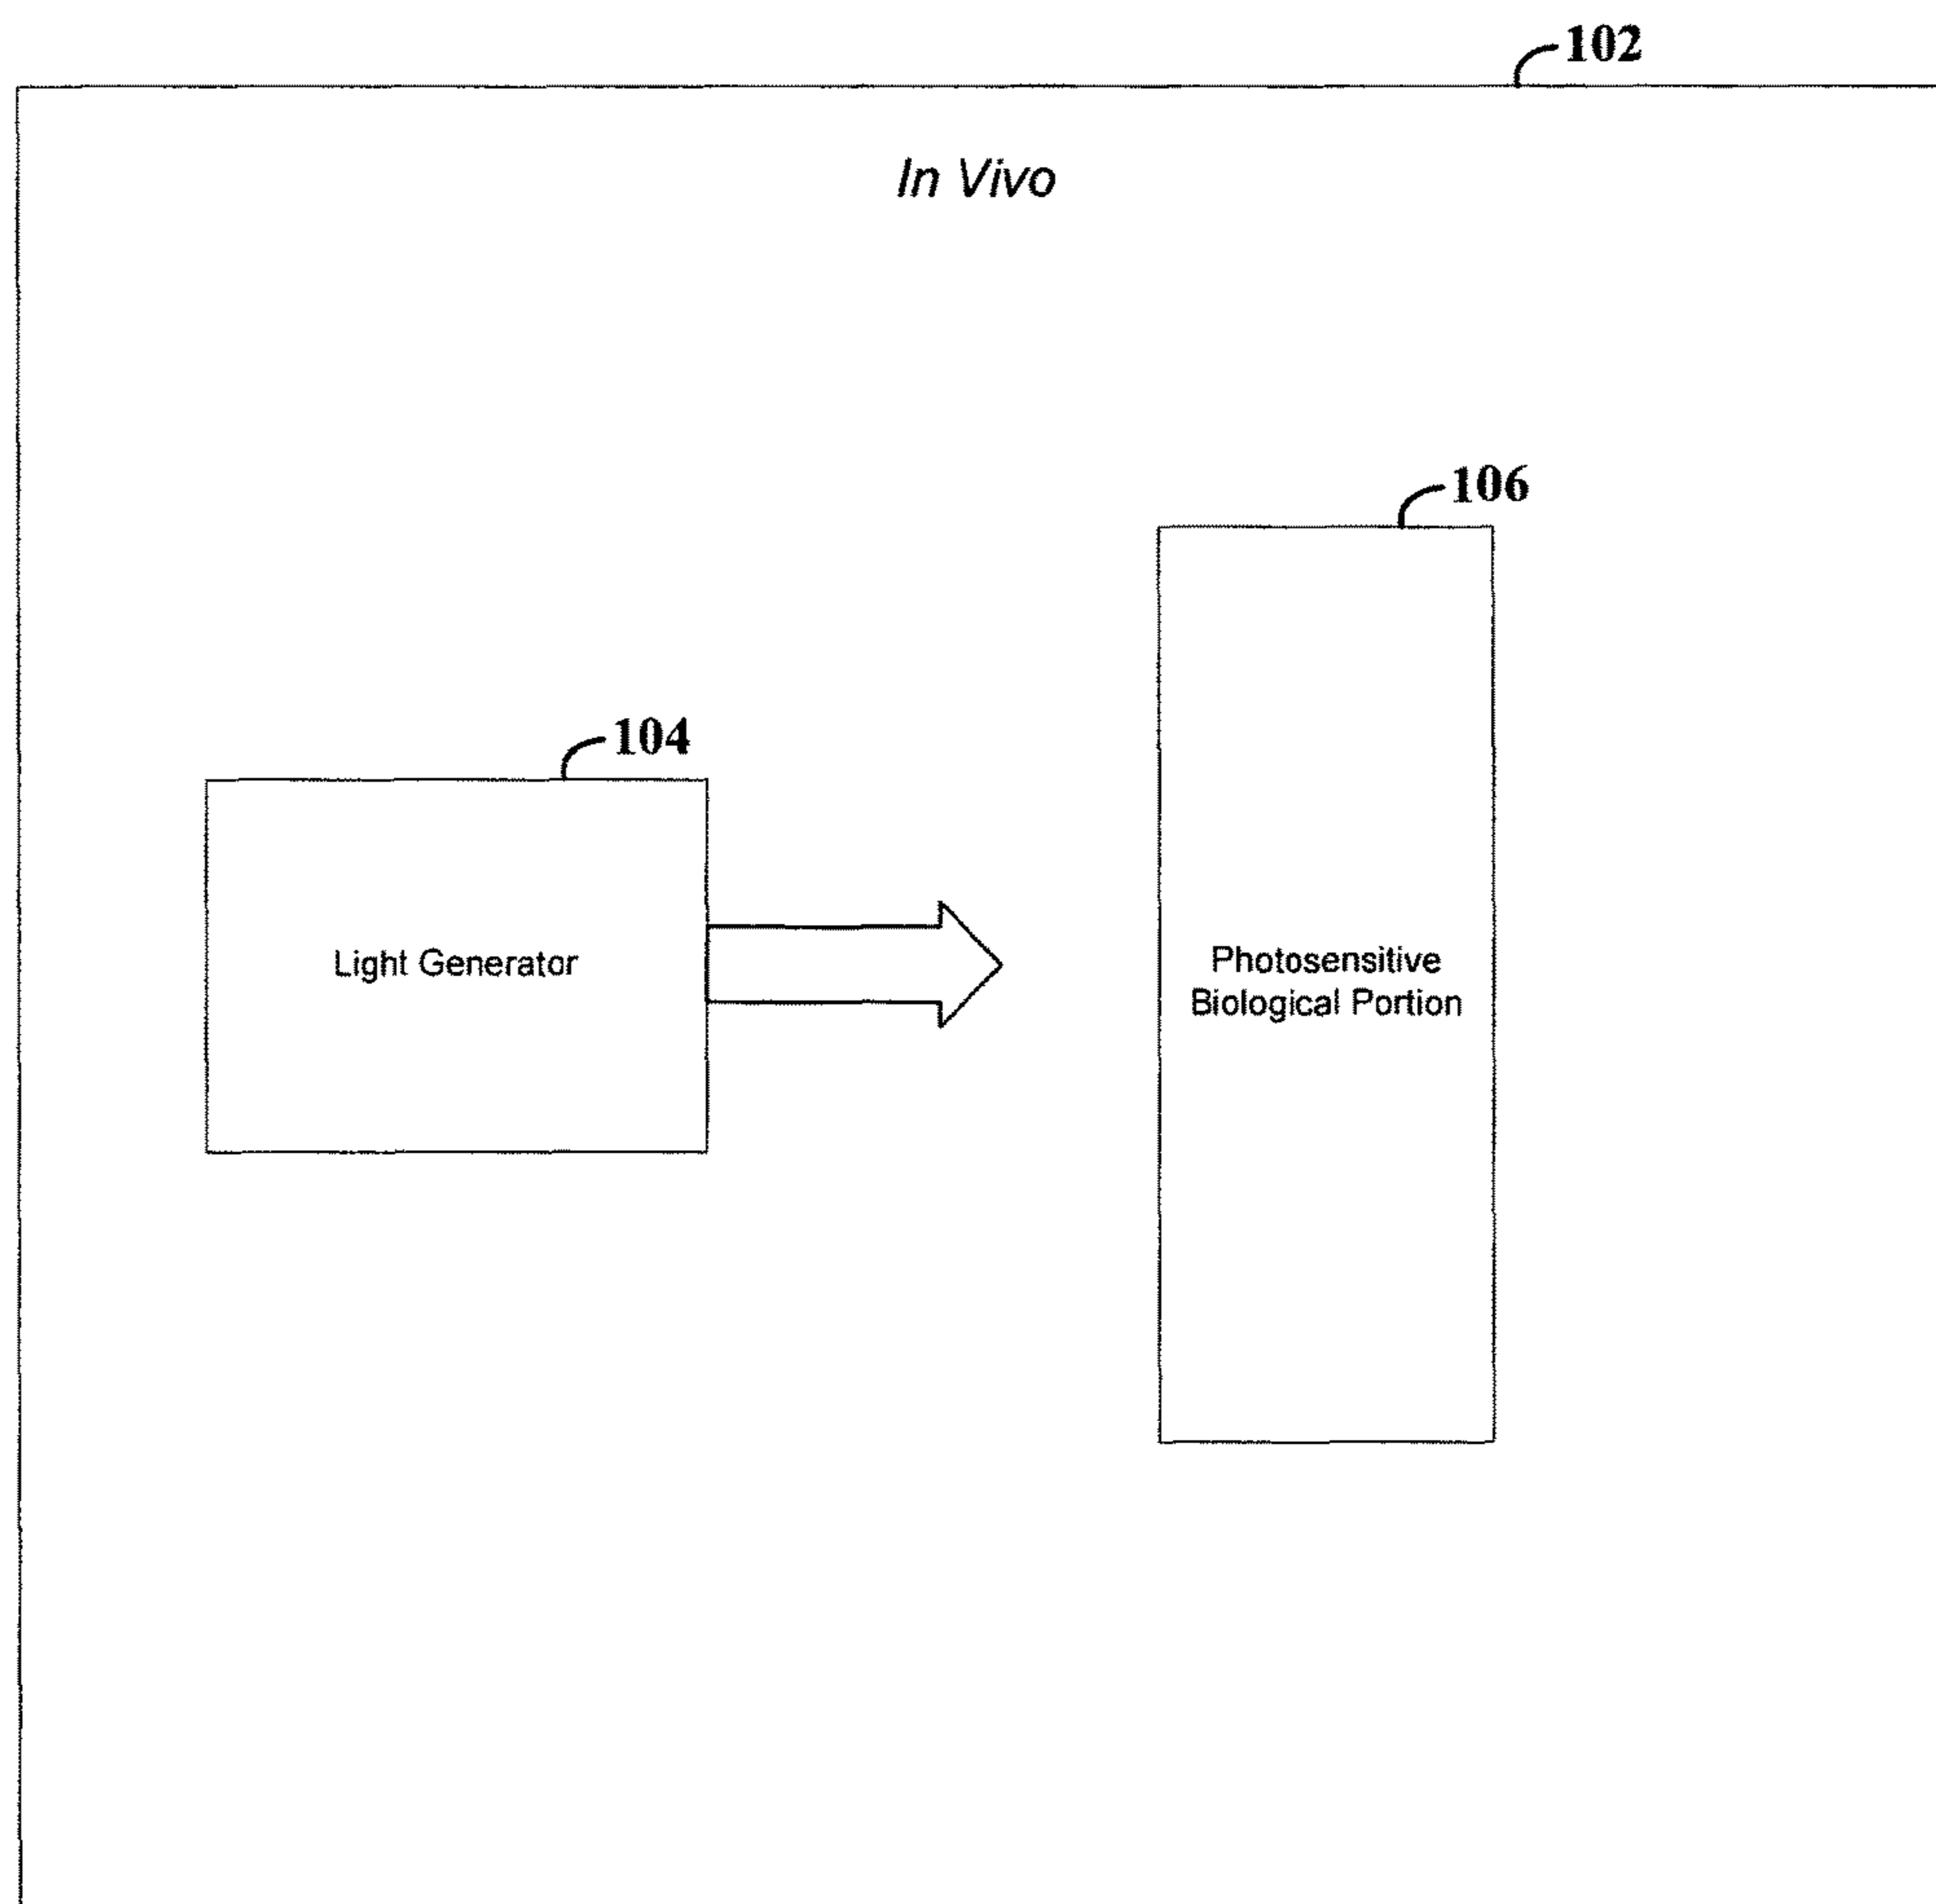 102
In Vivo
106
104
Light Generator
Photosensitive
Biological Portion